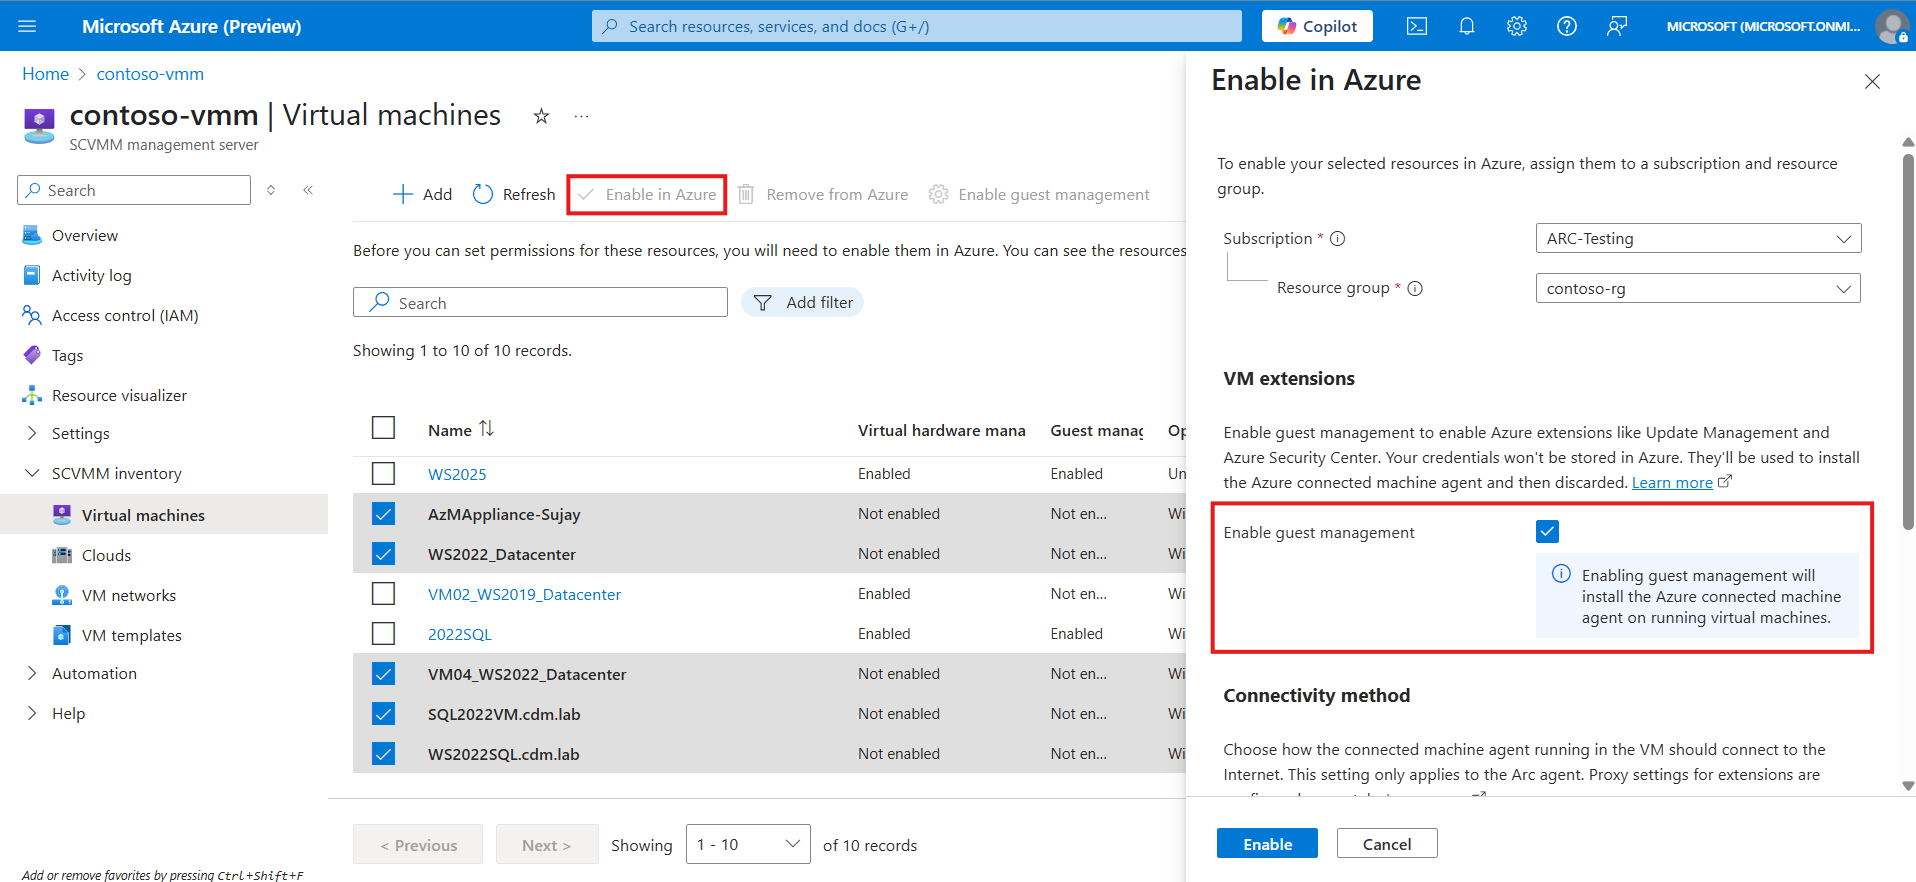 Microsoft Azure (Preview)
Search resources, services, and docs (G+/)
Copilot
MICROSOFT (MICROSOFT.ONMI...
Home > contoso-vmm
contoso-vmm | Virtual machines
SCVMM management server
Search
Overview
Activity log
Access control (IAM)
Tags
Resource visualizer
Settings
SCVMM inventory
Virtual machines
Clouds
VM networks
VM templates
Automation
Help
Add or remove favorites by pressing Ctrl+Shift+F
Add
Refresh
Enable in Azure
Remove from Azure
Enable guest management
Before you can set permissions for these resources, you will need to enable them in Azure. You can see the resources
Search
Add filter
Showing 1 to 10 of 10 records.
Name Virtual hardware mana Guest manag Op
WS2025 Enabled Enabled Un
AzMAppliance-Sujay Not enabled Not en... Wi
WS2022_Datacenter Not enabled Not en... Wi
VM02_WS2019_Datacenter Enabled Not en... Wi
2022SQL Enabled Enabled Wi
VM04_WS2022_Datacenter Not enabled Not en... Wi
SQL2022VM.cdm.lab Not enabled Not en... Wi
WS2022SQL.cdm.lab Not enabled Not en... Wi
< Previous
Next >
Showing
1 - 10
of 10 records
Enable in Azure
To enable your selected resources in Azure, assign them to a subscription and resource
group.
Subscription *
ARC-Testing
Resource group *
contoso-rg
VM extensions
Enable guest management to enable Azure extensions like Update Management and
Azure Security Center. Your credentials won't be stored in Azure. They'll be used to install
the Azure connected machine agent and then discarded. Learn more
Enable guest management
Enabling guest management will
install the Azure connected machine
agent on running virtual machines.
Connectivity method
Choose how the connected machine agent running in the VM should connect to the
Internet. This setting only applies to the Arc agent. Proxy settings for extensions are
Enable
Cancel